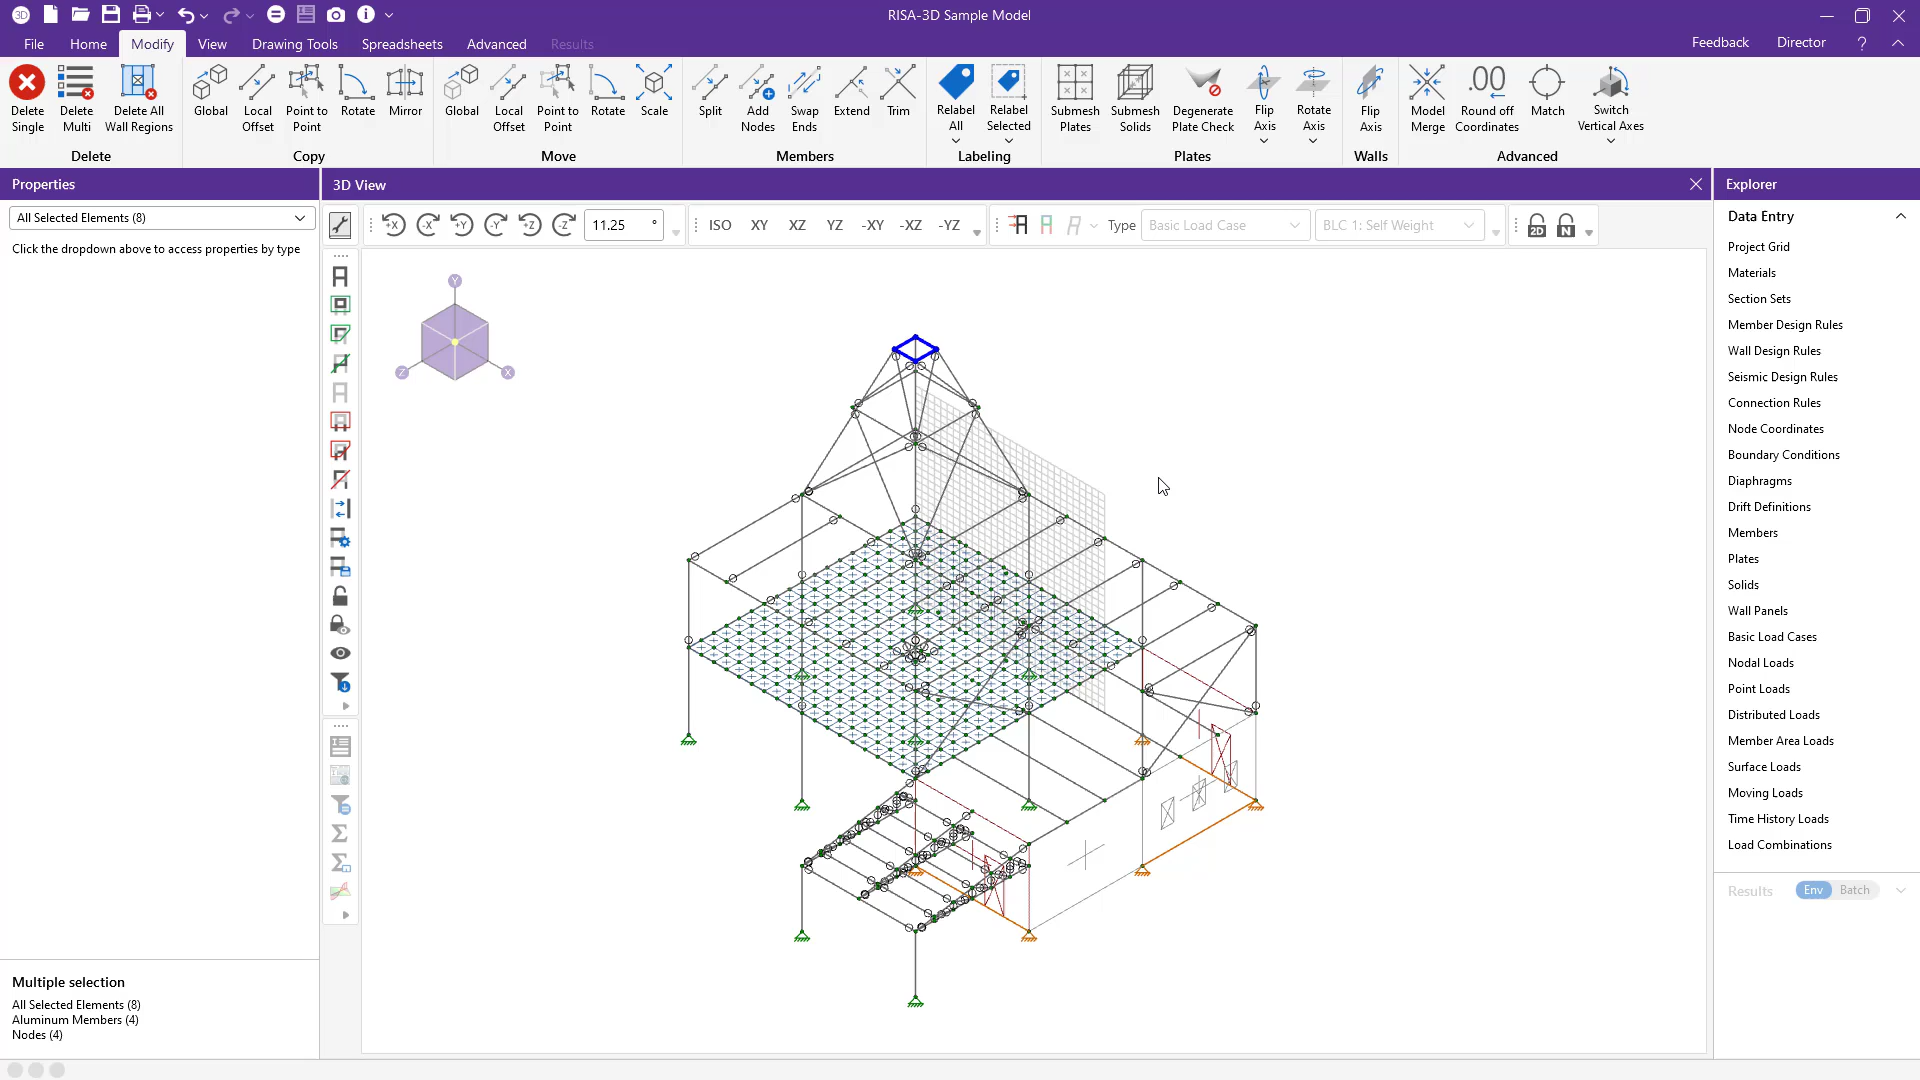 3D
RISA-3D Sample Model
File Home Modify View Drawing Tools Spreadsheets Advanced Results
Feedback Director ?
Delete Single
Delete Multi
Delete All Wall Regions
Delete
Global
Local Offset
Point to Point
Rotate
Mirror
Copy
Global
Local Offset
Point to Point
Rotate
Scale
Move
Split
Add Nodes
Swap Ends
Extend
Trim
Members
Relabel All
Relabel Selected
Labeling
Submesh Plates
Submesh Solids
Degenerate Plate Check
Flip Axis
Rotate Axis
Plates
Flip Axis
Walls
Model Merge
.00
Round off Coordinates
Match
Switch Vertical Axes
Advanced
Properties
All Selected Elements (8)
Click the dropdown above to access properties by type
Multiple selection
All Selected Elements (8)
Aluminum Members (4)
Nodes (4)
3D View
+X -X +Y -Y +Z -Z 11.25 °
ISO XY XZ YZ -XY -XZ -YZ
Type Basic Load Case BLC 1: Self Weight
2D N
Y
Z
X
Explorer
Data Entry
Project Grid
Materials
Section Sets
Member Design Rules
Wall Design Rules
Seismic Design Rules
Connection Rules
Node Coordinates
Boundary Conditions
Diaphragms
Drift Definitions
Members
Plates
Solids
Wall Panels
Basic Load Cases
Nodal Loads
Point Loads
Distributed Loads
Member Area Loads
Surface Loads
Moving Loads
Time History Loads
Load Combinations
Results Env Batch